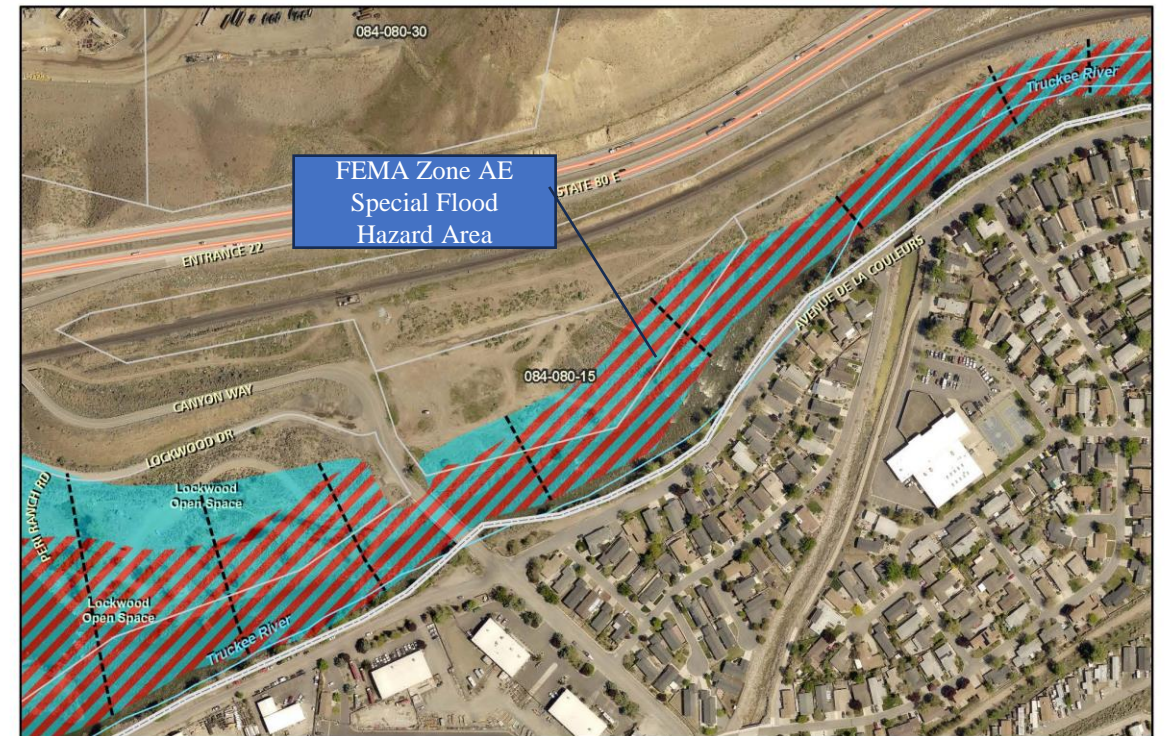 084-080-30
Truckee River
FEMA Zone AE
Special Flood
Hazard Area
STATE 80 E
ENTRANCE 22
AVENUE DE LA COULEURS
084-080-15
CANYON WAY
LOCKWOOD DR
PERI RANCH RD
Lockwood
Open Space
Lockwood
Open Space
Truckee River